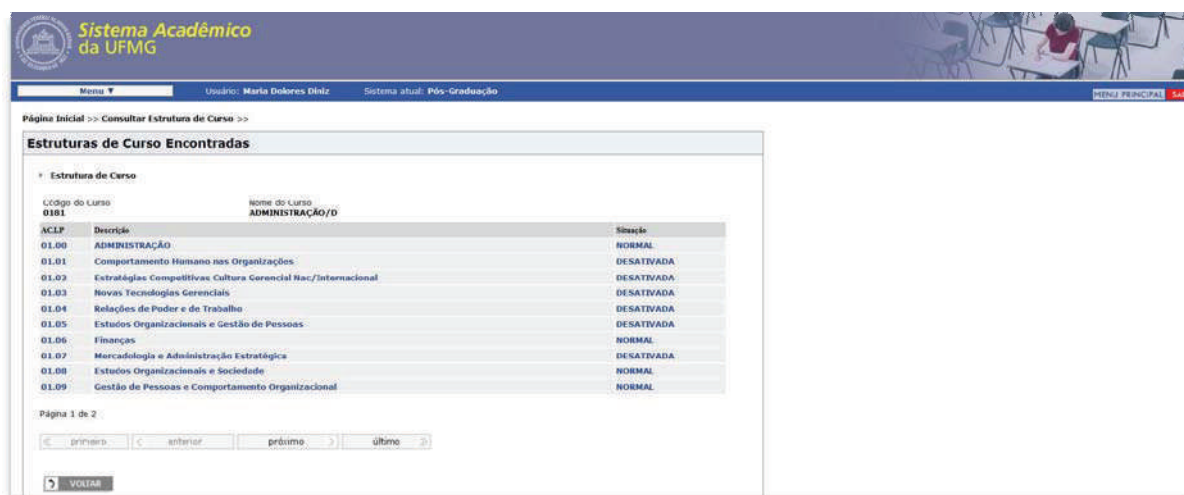 Sistema Acadêmico
da UFMG
Menu ▼ Usuário: Maria Dolores Diniz Sistema atual: Pós-Graduação MENU PRINCIPAL
Página Inicial >> Consultar Estrutura de Curso >>
Estruturas de Curso Encontradas
Estrutura de Curso
Código do Curso Nome do Curso
0181 ADMINISTRAÇÃO/D
ACLP Descrição Situação
01.00 ADMINISTRAÇÃO NORMAL
01.01 Comportamento Humano nas Organizações DESATIVADA
01.02 Estratégias Competitivas Cultura Gerencial Nac/Internacional DESATIVADA
01.03 Novas Tecnologias Gerenciais DESATIVADA
01.04 Relações de Poder e de Trabalho DESATIVADA
01.05 Estudos Organizacionais e Gestão de Pessoas DESATIVADA
01.06 Finanças NORMAL
01.07 Mercadologia e Administração Estratégica DESATIVADA
01.08 Estudos Organizacionais e Sociedade NORMAL
01.09 Gestão de Pessoas e Comportamento Organizacional NORMAL
Página 1 de 2
primeiro anterior próximo último
VOLTAR